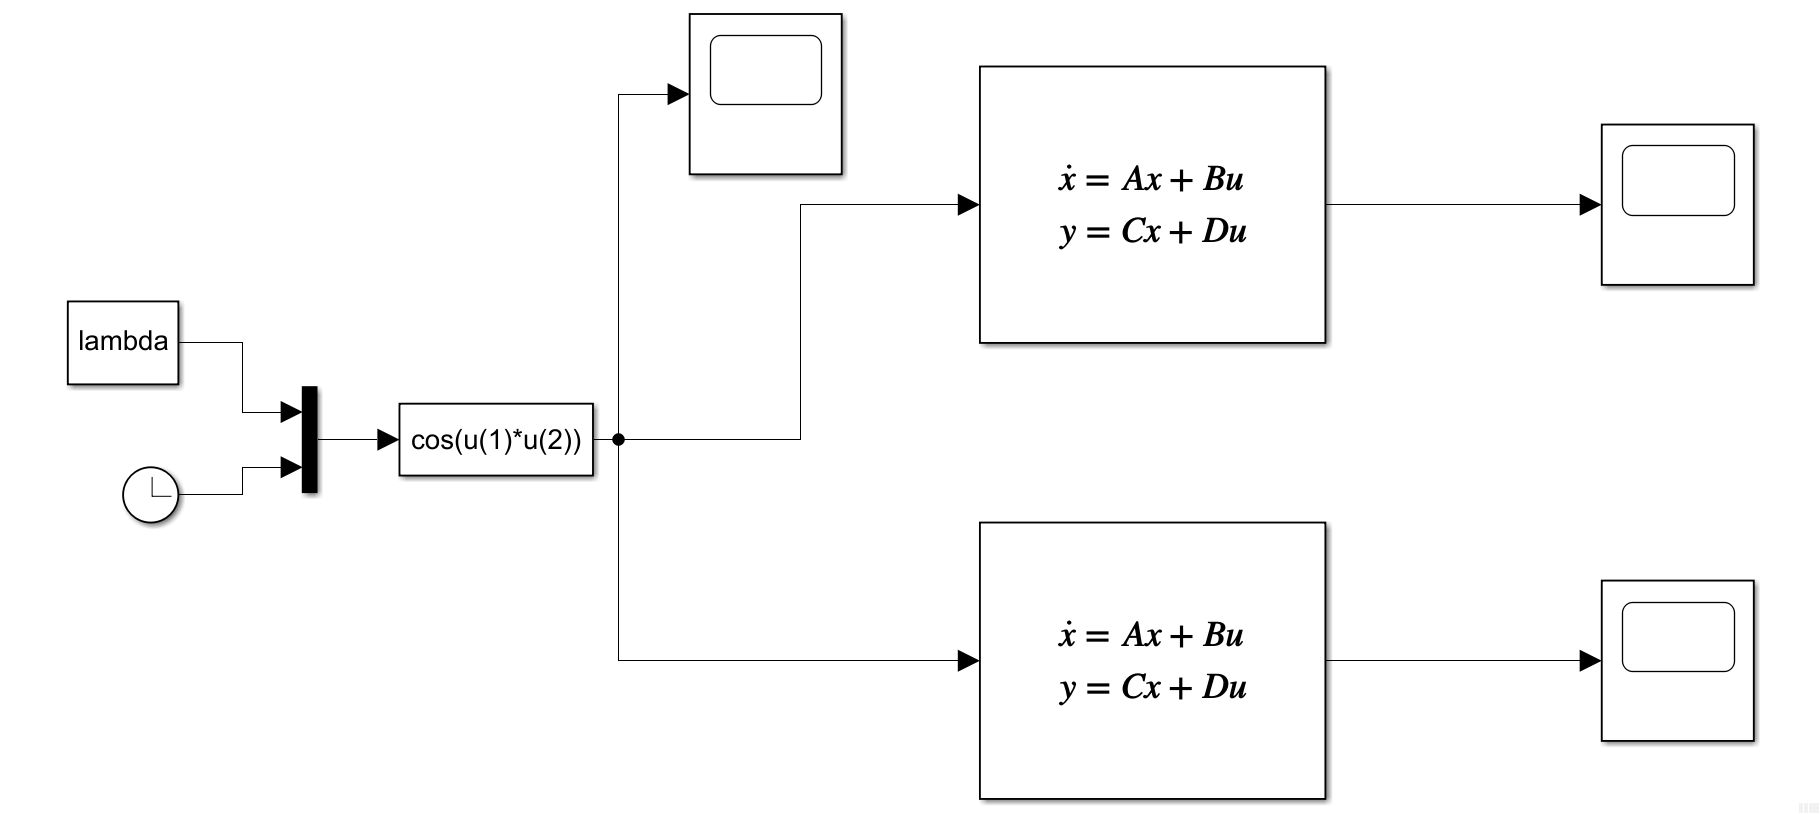 ẋ = Ax + Bu
y = Cx + Du
lambda
cos(u(1)*u(2))
ẋ = Ax + Bu
y = Cx + Du